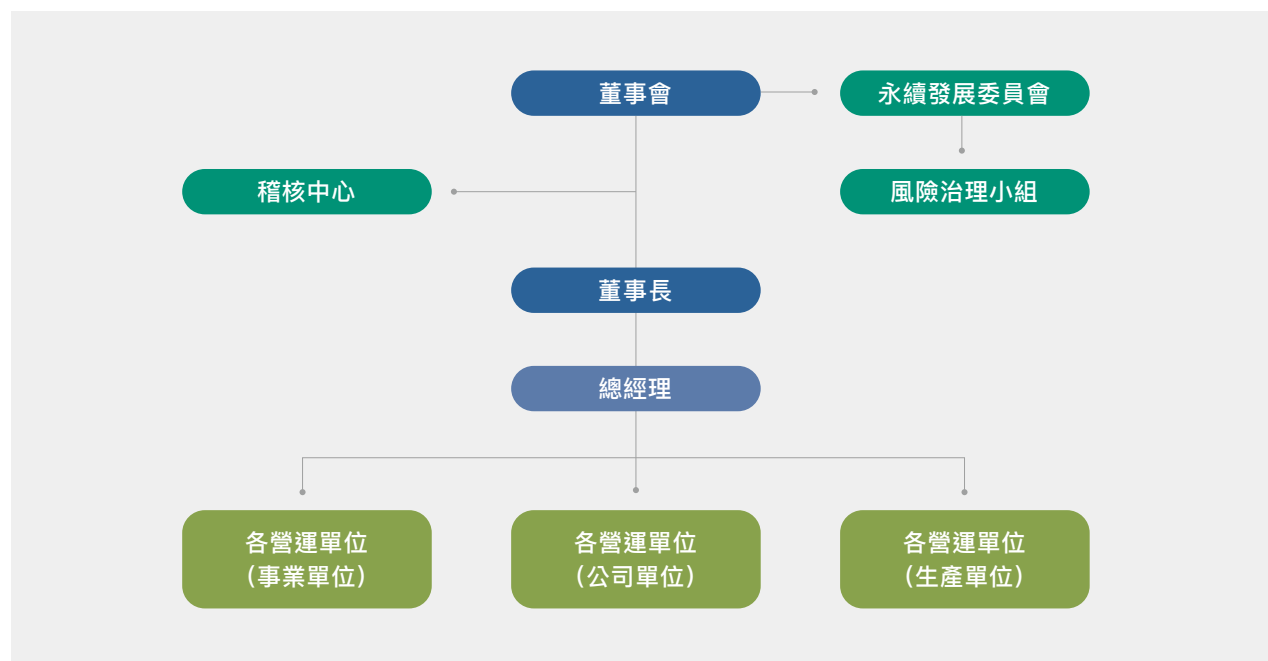 董事會
永續發展委員會
稽核中心
風險治理小組
董事長
總經理
各營運單位
（事業單位）
各營運單位
（公司單位）
各營運單位
（生產單位）